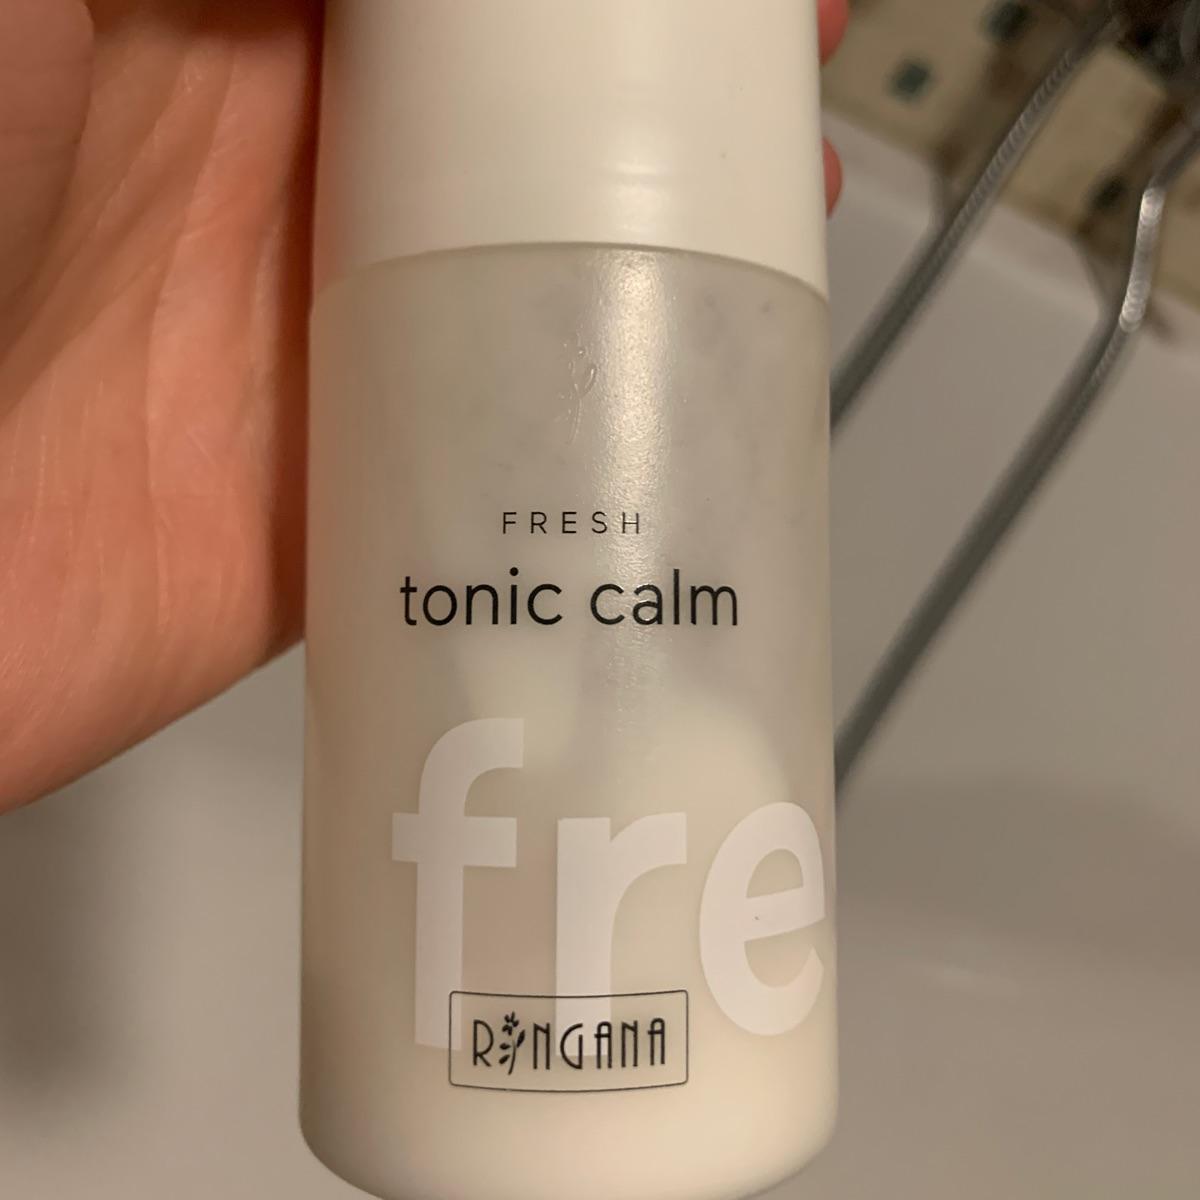 FRESH
tonic calm
fre
RINGANA